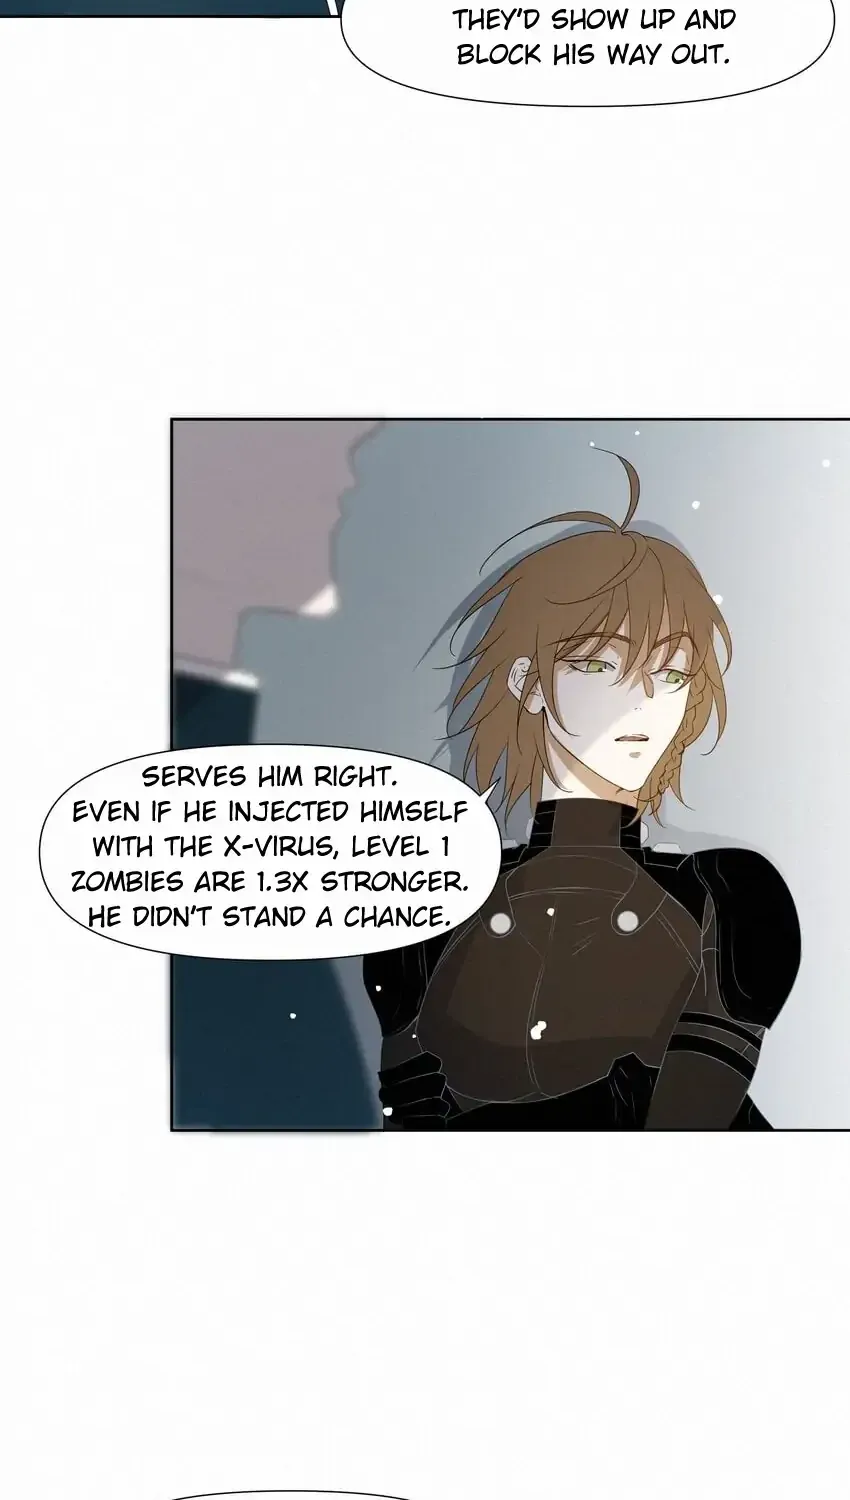 THEY'D SHOW UP AND
BLOCK HIS WAY OUT.
SERVES HIM RIGHT.
EVEN IF HE INJECTED HIMSELF
WITH THE X-VIRUS, LEVEL 1
ZOMBIES ARE 1.3X STRONGER.
HE DIDN'T STAND A CHANCE.